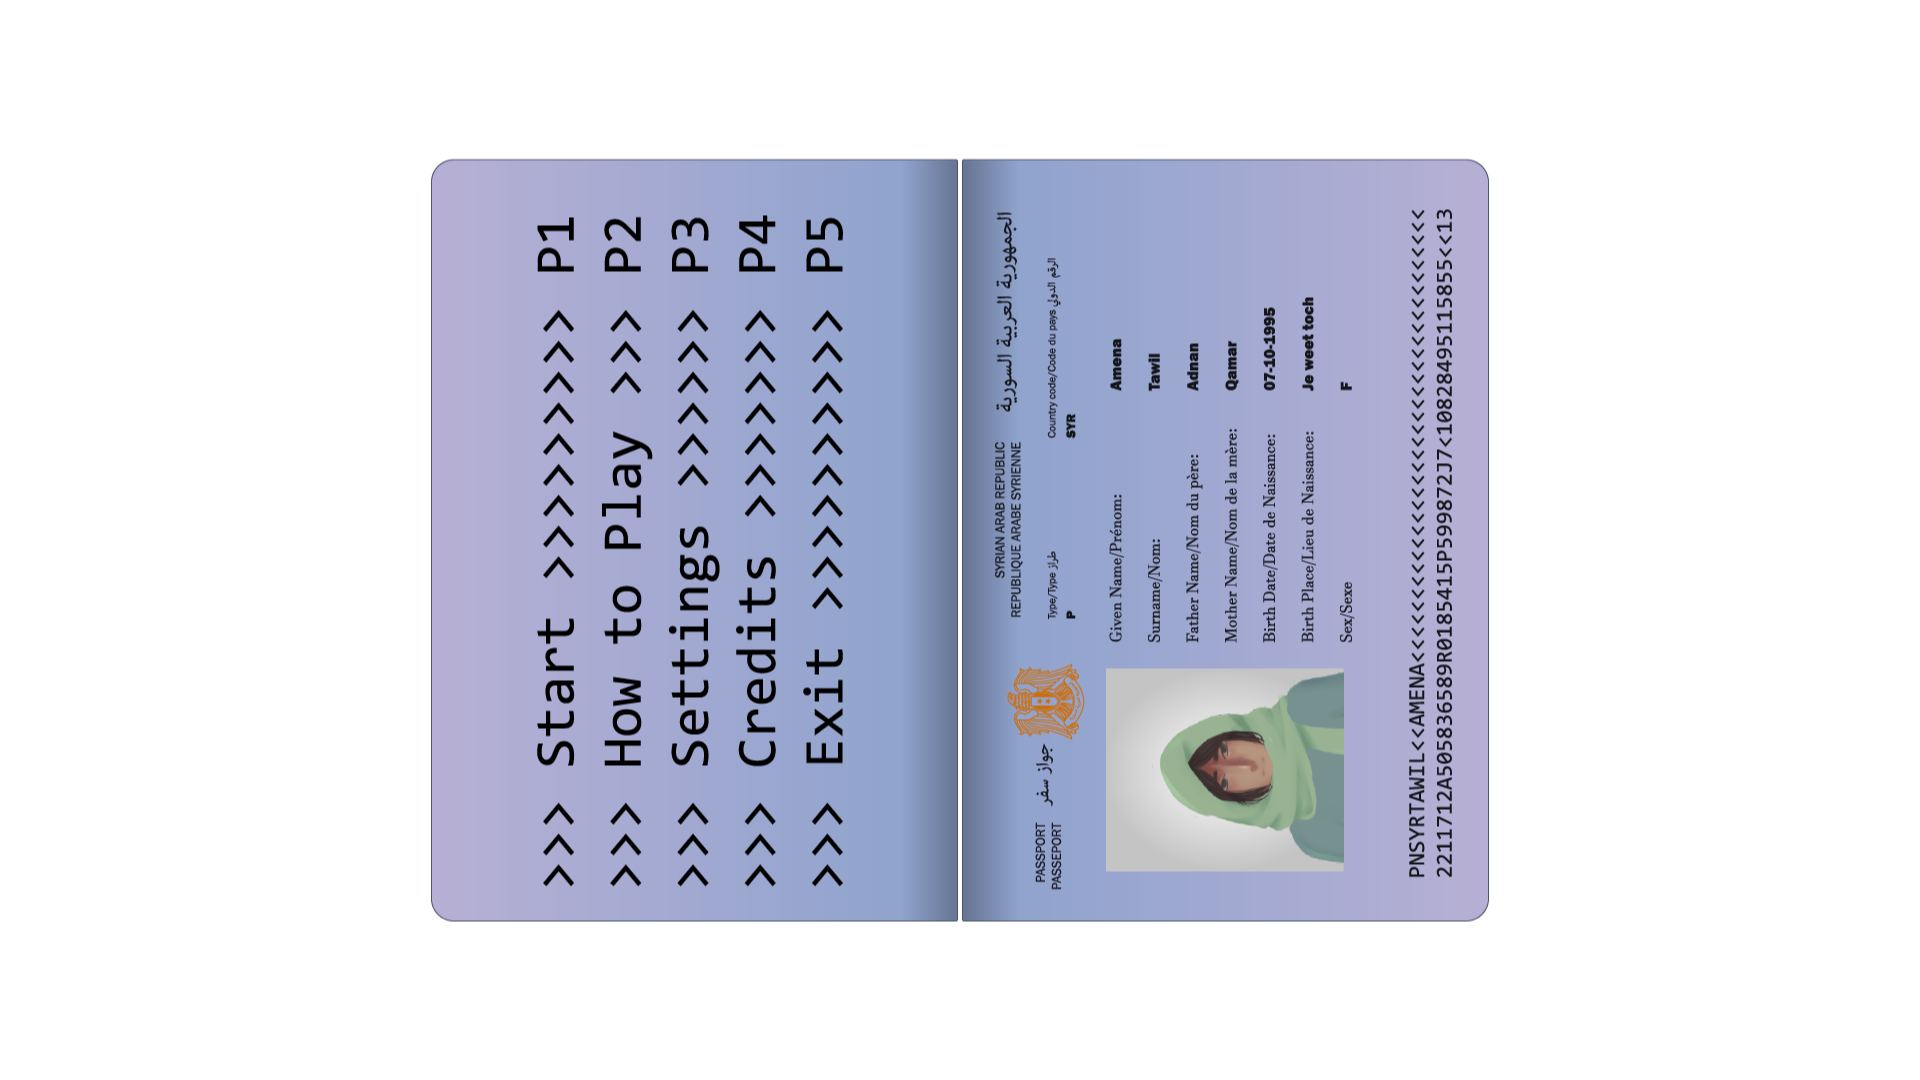 >>> Start >>>>>>>>> P1
>>> How to Play >>> P2
>>> Settings >>>>>> P3
>>> Credits >>>>>>> P4
>>> Exit >>>>>>>>>> P5
PASSPORT
PASSEPORT
جواز سفر
SYRIAN ARAB REPUBLIC
REPUBLIQUE ARABE SYRIENNE
الجمهورية العربية السورية
Type/Type طراز
P
Country code/Code du pays الرقم الدولي
SYR
Given Name/Prénom: Amena
Surname/Nom: Tawil
Father Name/Nom du père: Adnan
Mother Name/Nom de la mère: Qamar
Birth Date/Date de Naissance: 07-10-1995
Birth Place/Lieu de Naissance: Je weet toch
Sex/Sexe F
PNSYRTAWIL<<AMENA<<<<<<<<<<<<<<<<<<<<<<<<<<<<<<<<<<<<
2211712A505836589R0185415P599872J7<10828495115855<<13